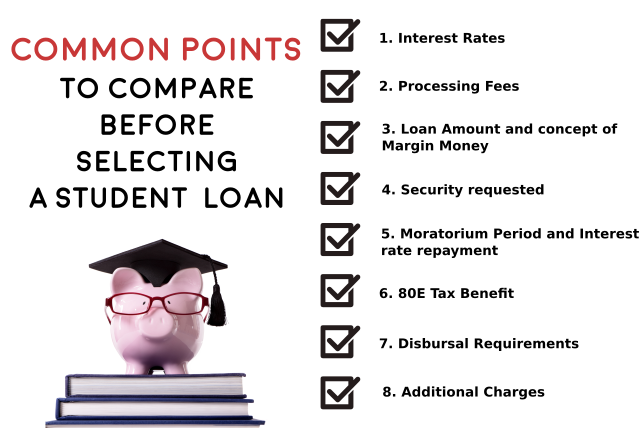 COMMON POINTS
TO COMPARE
BEFORE
SELECTING
A STUDENT LOAN
1. Interest Rates
2. Processing Fees
3. Loan Amount and concept of
Margin Money
4. Security requested
5. Moratorium Period and Interest
rate repayment
6. 80E Tax Benefit
7. Disbursal Requirements
8. Additional Charges